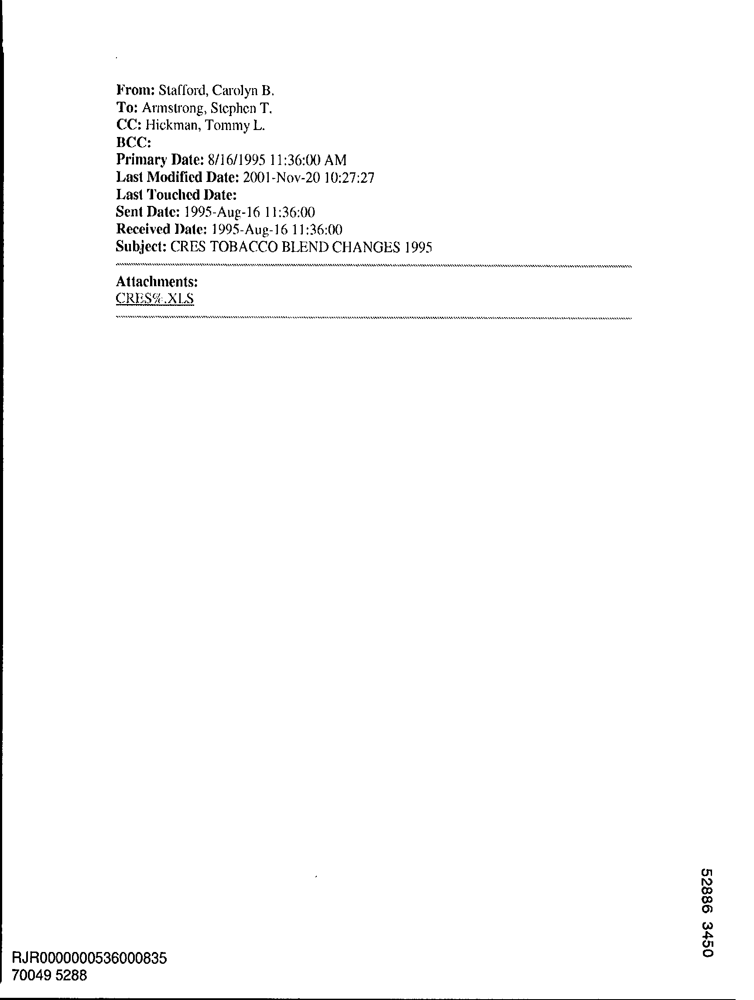 From: Stafford, Carolyn B.
To: Armstrong, Stephen T.
CC: Hickman, Tommy L.
BCC:
Primary Date: 8/16/1995 11:36:00 AM
Last Modified Date: 2001-Nov-20 10:27:27
Last Touched Date:
Sent Date: 1995-Aug-16 11:36:00
Received Date: 1995-Aug-16 11:36:00
Subject: CRES TOBACCO BLEND CHANGES 1995
Attachments:
CRES%.XLS
52886 3450
RJR0000000536000835
70049 5288